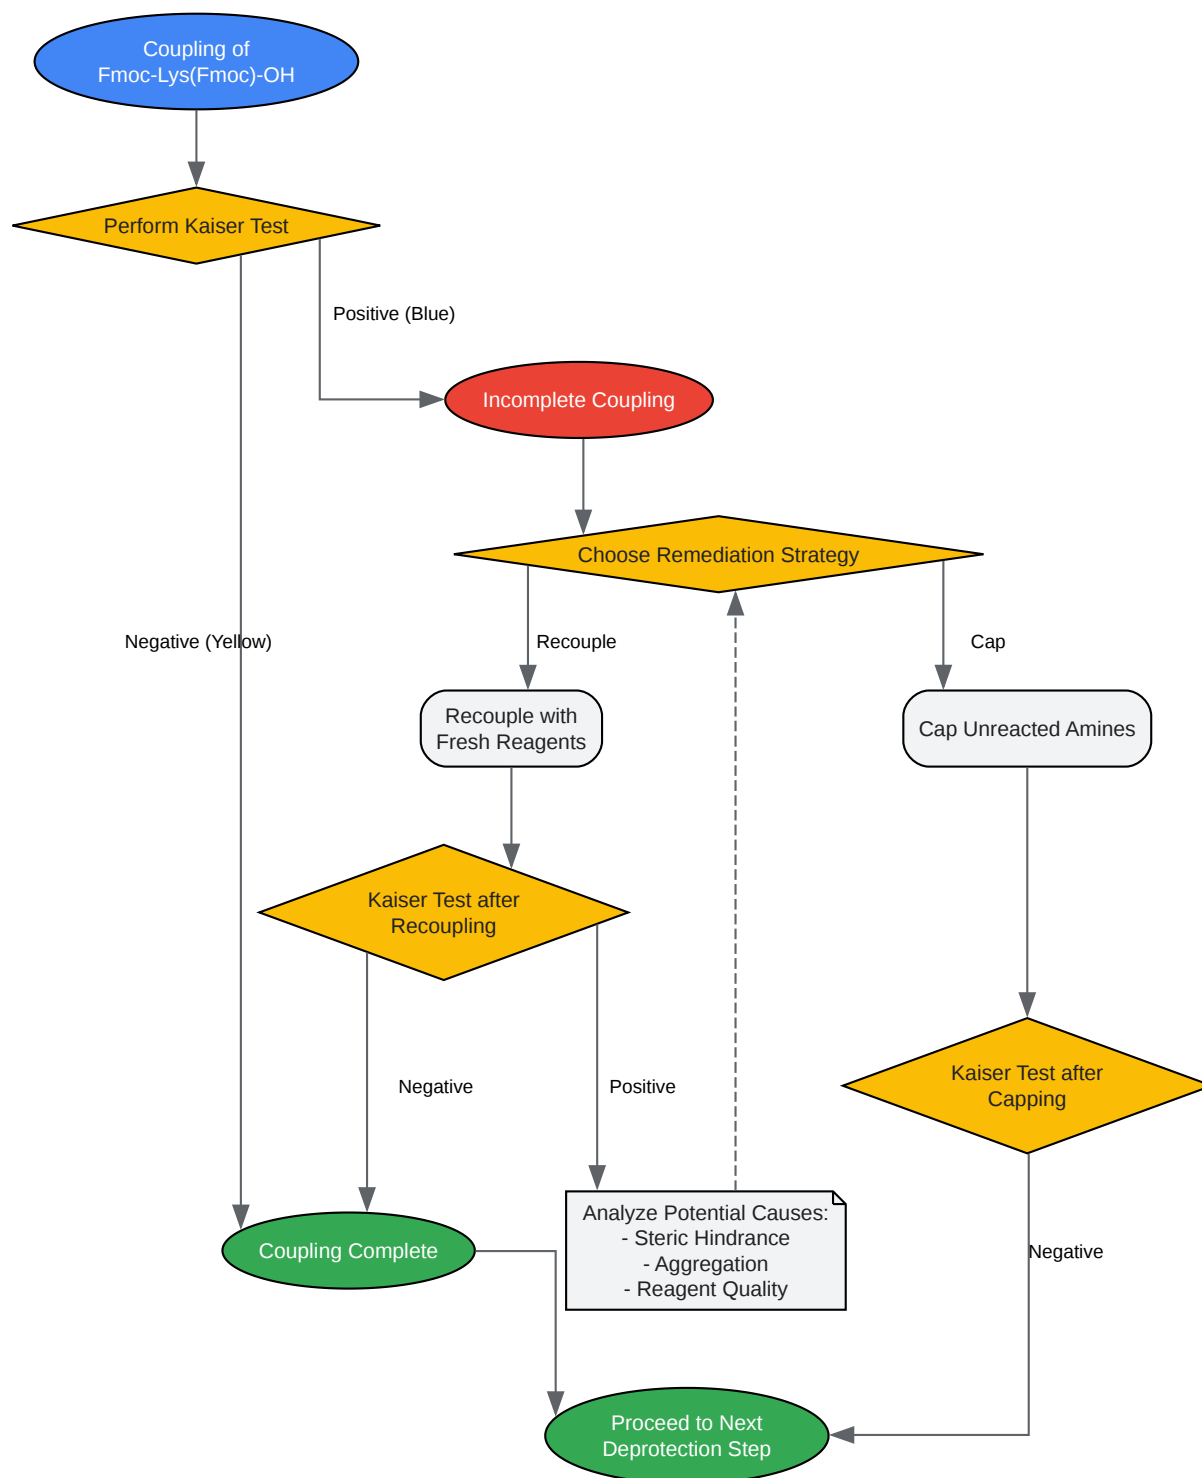 Coupling of
Fmoc-Lys(Fmoc)-OH
Perform Kaiser Test
Positive (Blue)
Incomplete Coupling
Choose Remediation Strategy
Negative (Yellow)
Recouple
Cap
Recouple with
Fresh Reagents
Cap Unreacted Amines
Kaiser Test after
Recoupling
Kaiser Test after
Capping
Negative
Positive
Analyze Potential Causes:
- Steric Hindrance
- Aggregation
- Reagent Quality
Coupling Complete
Negative
Proceed to Next
Deprotection Step